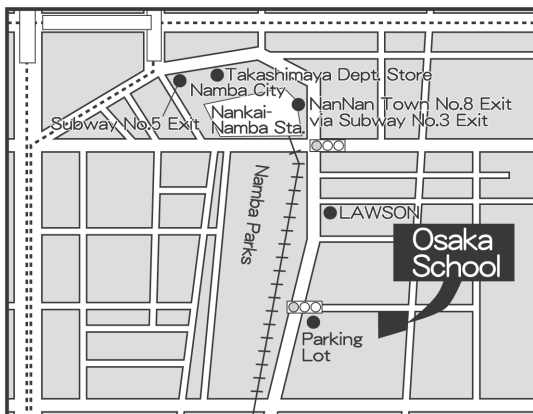 Takashimaya Dept. Store
Namba City
Subway No.5 Exit
Nankai-
Namba Sta.
NanNan Town No.8 Exit
via Subway No.3 Exit
Namba Parks
LAWSON
Osaka
School
Parking
Lot